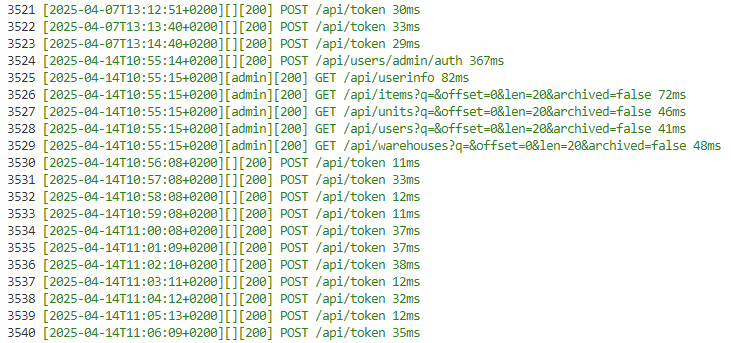 3521 [2025-04-07T13:12:51+0200][][200] POST /api/token 30ms
3522 [2025-04-07T13:13:40+0200][][200] POST /api/token 33ms
3523 [2025-04-07T13:14:40+0200][][200] POST /api/token 29ms
3524 [2025-04-14T10:55:14+0200][][200] POST /api/users/admin/auth 367ms
3525 [2025-04-14T10:55:15+0200][admin][200] GET /api/userinfo 82ms
3526 [2025-04-14T10:55:15+0200][admin][200] GET /api/items?q=&offset=0&len=20&archived=false 72ms
3527 [2025-04-14T10:55:15+0200][admin][200] GET /api/units?q=&offset=0&len=20&archived=false 46ms
3528 [2025-04-14T10:55:15+0200][admin][200] GET /api/users?q=&offset=0&len=20&archived=false 41ms
3529 [2025-04-14T10:55:15+0200][admin][200] GET /api/warehouses?q=&offset=0&len=20&archived=false 48ms
3530 [2025-04-14T10:56:08+0200][][200] POST /api/token 11ms
3531 [2025-04-14T10:57:08+0200][][200] POST /api/token 33ms
3532 [2025-04-14T10:58:08+0200][][200] POST /api/token 12ms
3533 [2025-04-14T10:59:08+0200][][200] POST /api/token 11ms
3534 [2025-04-14T11:00:08+0200][][200] POST /api/token 37ms
3535 [2025-04-14T11:01:09+0200][][200] POST /api/token 37ms
3536 [2025-04-14T11:02:10+0200][][200] POST /api/token 38ms
3537 [2025-04-14T11:03:11+0200][][200] POST /api/token 12ms
3538 [2025-04-14T11:04:12+0200][][200] POST /api/token 32ms
3539 [2025-04-14T11:05:13+0200][][200] POST /api/token 12ms
3540 [2025-04-14T11:06:09+0200][][200] POST /api/token 35ms